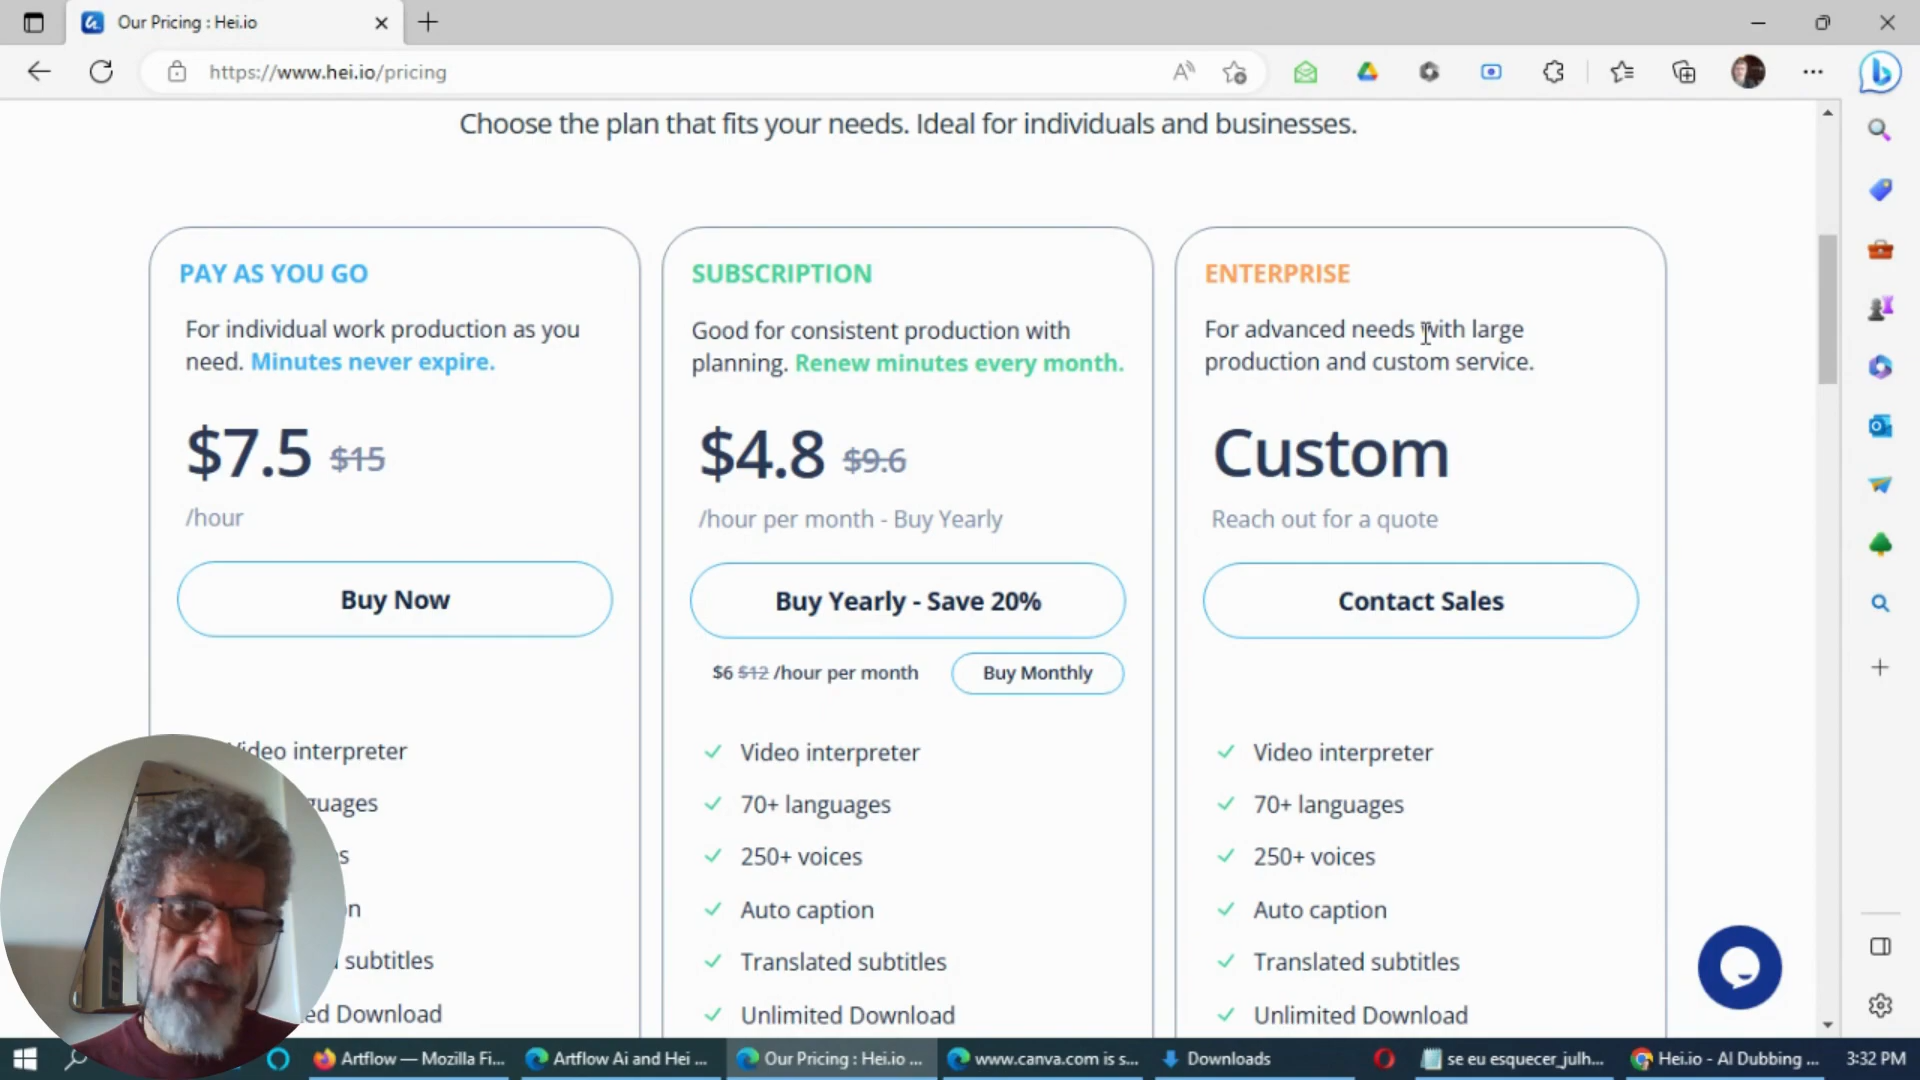 Our Pricing : Hei.io
https://www.hei.io/pricing
Choose the plan that fits your needs. Ideal for individuals and businesses.
PAY AS YOU GO
For individual work production as you
need. Minutes never expire.
$7.5 $15
/hour
Buy Now
Video interpreter
guages
s
n
subtitles
ed Download
SUBSCRIPTION
Good for consistent production with
planning. Renew minutes every month.
$4.8 $9.6
/hour per month - Buy Yearly
Buy Yearly - Save 20%
$6 $12 /hour per month
Buy Monthly
Video interpreter
70+ languages
250+ voices
Auto caption
Translated subtitles
Unlimited Download
ENTERPRISE
For advanced needs with large
production and custom service.
Custom
Reach out for a quote
Contact Sales
Video interpreter
70+ languages
250+ voices
Auto caption
Translated subtitles
Unlimited Download
Artflow — Mozilla Fi...
Artflow Ai and Hei ...
Our Pricing : Hei.io ...
www.canva.com is s...
Downloads
se eu esquecer_julh...
Hei.io - AI Dubbing ...
3:32 PM